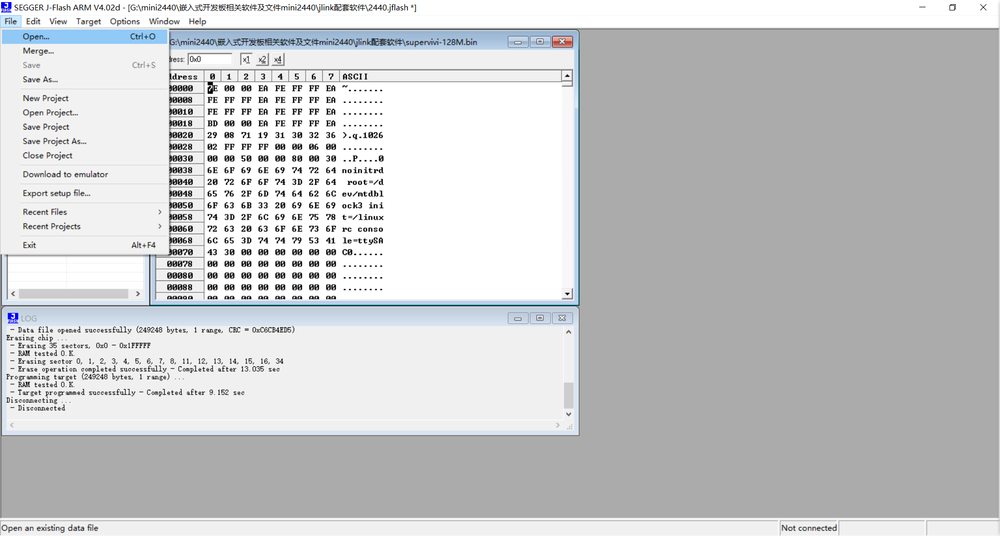 SEGGER J-Flash ARM V4.02d - [G:\mini2440\嵌入式开发板相关软件及文件mini2440\jlink配套软件\2440.jflash *]
File Edit View Target Options Window Help
Open... Ctrl+O
Merge...
Save Ctrl+S
Save As...
New Project
Open Project...
Save Project
Save Project As...
Close Project
Download to emulator
Export setup file...
Recent Files
Recent Projects
Exit Alt+F4
G:\mini2440\嵌入式开发板相关软件及文件mini2440\jlink配套软件\supervivi-128M.bin
ress: 0x0 x1 x2 x4
ddress 0 1 2 3 4 5 6 7 ASCII
00000 7E 00 00 EA FE FF FF EA ~.......
00008 FE FF FF EA FE FF FF EA ........
00010 FE FF FF EA FE FF FF EA ........
00018 BD 00 00 EA FE FF FF EA ........
00020 29 08 71 19 31 30 32 36 ).q.1026
00028 02 FF FF FF 00 00 06 00 ........
00030 00 00 50 00 00 80 00 30 ..P....0
00038 6E 6F 69 6E 69 74 72 64 noinitrd
00040 20 72 6F 6F 74 3D 2F 64 root=/d
00048 65 76 2F 6D 74 64 62 6C ev/mtdbl
00050 6F 63 6B 33 20 69 6E 69 ock3 ini
00058 74 3D 2F 6C 69 6E 75 78 t=/linux
00060 72 63 20 63 6F 6E 73 6F rc conso
00068 6C 65 3D 74 74 79 53 41 le=ttySA
00070 43 30 00 00 00 00 00 00 C0......
00078 00 00 00 00 00 00 00 00 ........
00080 00 00 00 00 00 00 00 00 ........
00088 00 00 00 00 00 00 00 00 ........
00090 00 00 00 00 00 00 00 00
J FLASH LOG
- Data file opened successfully (249248 bytes, 1 range, CRC = 0xC6CB4ED5)
Erasing chip ...
- Erasing 35 sectors, 0x0 - 0x1FFFFF
- RAM tested O.K.
- Erasing sector 0, 1, 2, 3, 4, 5, 6, 7, 8, 11, 12, 13, 14, 15, 16, 34
- Erase operation completed successfully - Completed after 13.035 sec
Programming target (249248 bytes, 1 range) ...
- RAM tested O.K.
- Target programmed successfully - Completed after 9.152 sec
Disconnecting ...
- Disconnected
Open an existing data file
Not connected